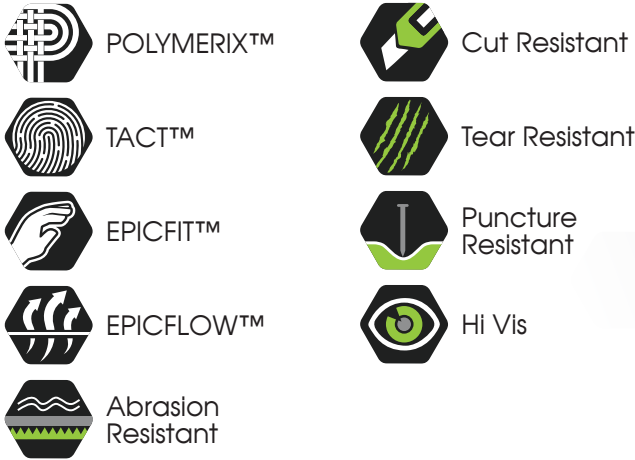 POLYMERIX™
TACT™
EPICFIT™
EPICFLOW™
Abrasion
Resistant
Cut Resistant
Tear Resistant
Puncture
Resistant
Hi Vis